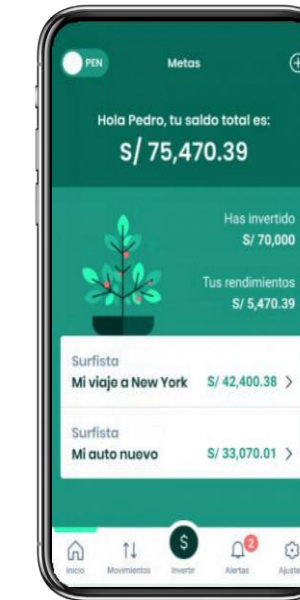 PEN
Metas
Hola Pedro, tu saldo total es:
S/ 75,470.39
Has invertido
S/ 70,000
Tus rendimientos
S/ 5,470.39
Surfista
Mi viaje a New York S/ 42,400.38
Surfista
Mi auto nuevo S/ 33,070.01
$
2
Inicio Movimientos Invertir Alertas Ajuste